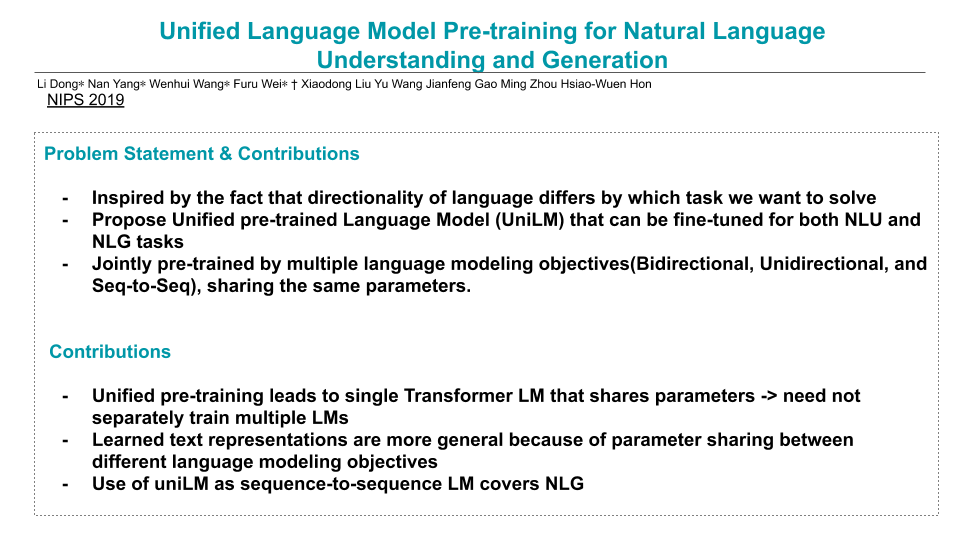 Unified Language Model Pre-training for Natural Language
Understanding and Generation
Li Dong∗ Nan Yang∗ Wenhui Wang∗ Furu Wei∗ † Xiaodong Liu Yu Wang Jianfeng Gao Ming Zhou Hsiao-Wuen Hon
NIPS 2019
Problem Statement & Contributions
- Inspired by the fact that directionality of language differs by which task we want to solve
- Propose Unified pre-trained Language Model (UniLM) that can be fine-tuned for both NLU and
NLG tasks
- Jointly pre-trained by multiple language modeling objectives(Bidirectional, Unidirectional, and
Seq-to-Seq), sharing the same parameters.
Contributions
- Unified pre-training leads to single Transformer LM that shares parameters -> need not
separately train multiple LMs
- Learned text representations are more general because of parameter sharing between
different language modeling objectives
- Use of uniLM as sequence-to-sequence LM covers NLG